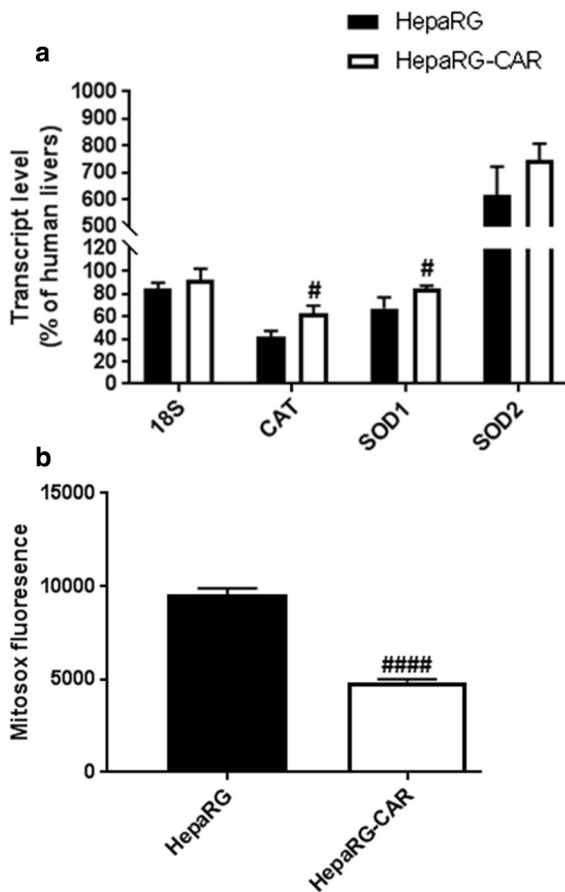 HepaRG
HepaRG-CAR
a
Transcript level
(% of human livers)
1000
900
800
700
600
500
120
100
80
60
40
20
0
#
#
18S
CAT
SOD1
SOD2
b
Mitosox fluoresence
15000
10000
5000
0
####
HepaRG
HepaRG-CAR